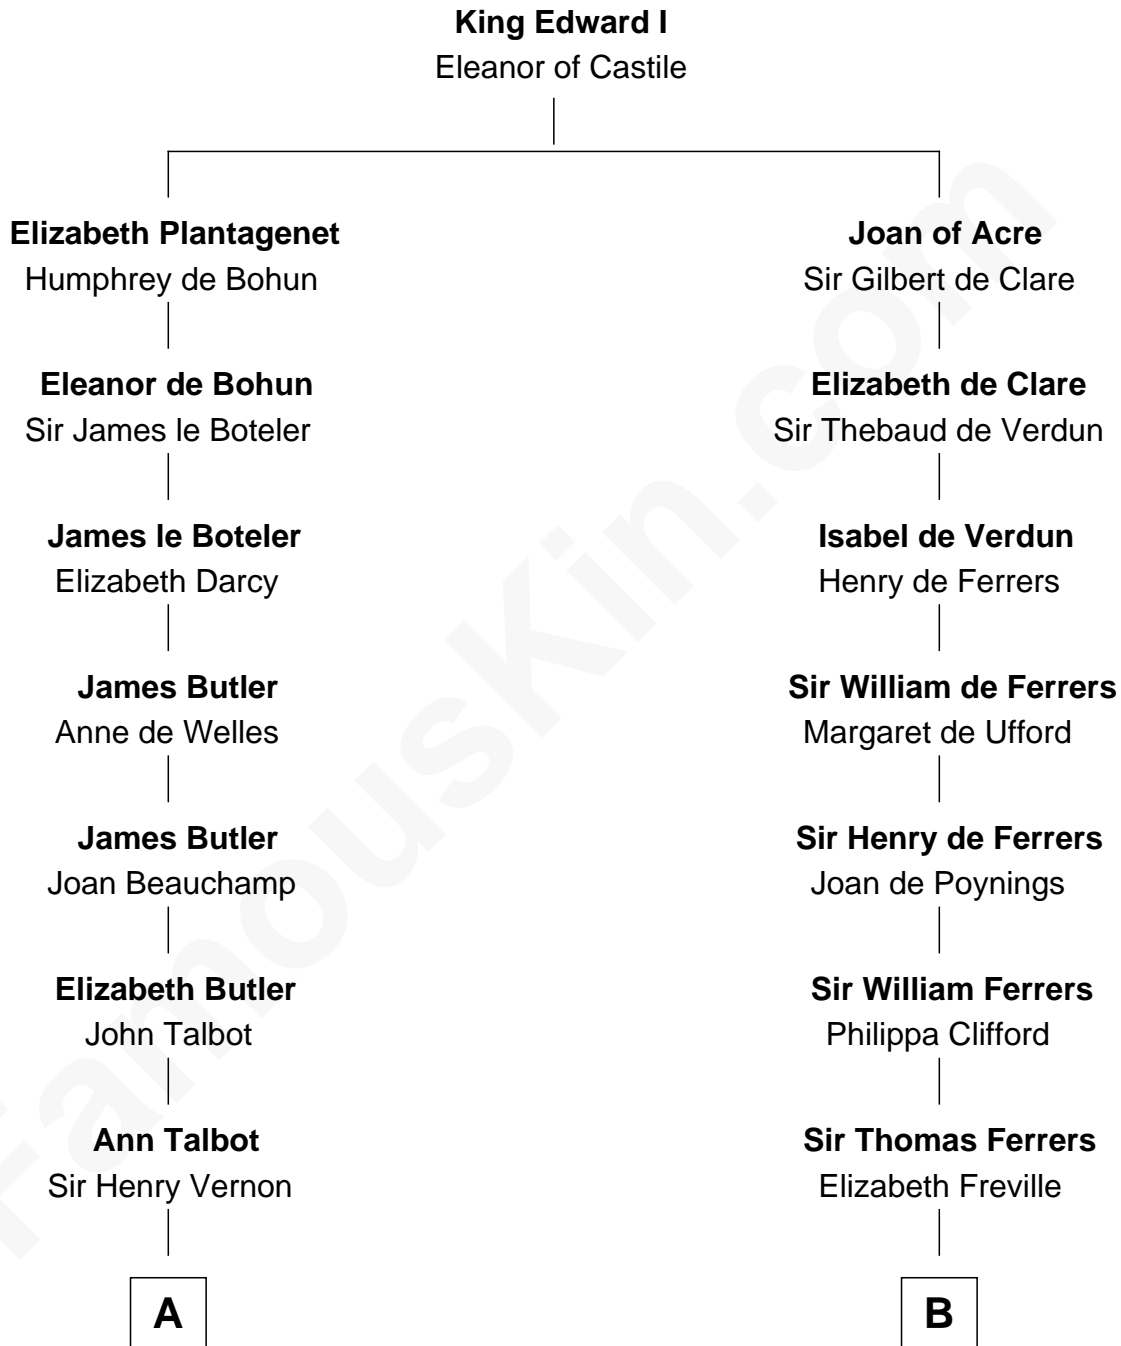 King Edward I
Eleanor of Castile
Elizabeth Plantagenet
Humphrey de Bohun
Joan of Acre
Sir Gilbert de Clare
Eleanor de Bohun
Sir James le Boteler
Elizabeth de Clare
Sir Thebaud de Verdun
James le Boteler
Elizabeth Darcy
Isabel de Verdun
Henry de Ferrers
James Butler
Anne de Welles
Sir William de Ferrers
Margaret de Ufford
James Butler
Joan Beauchamp
Sir Henry de Ferrers
Joan de Poynings
Elizabeth Butler
John Talbot
Sir William Ferrers
Philippa Clifford
Ann Talbot
Sir Henry Vernon
Sir Thomas Ferrers
Elizabeth Freville
A
B
FamousKin.com